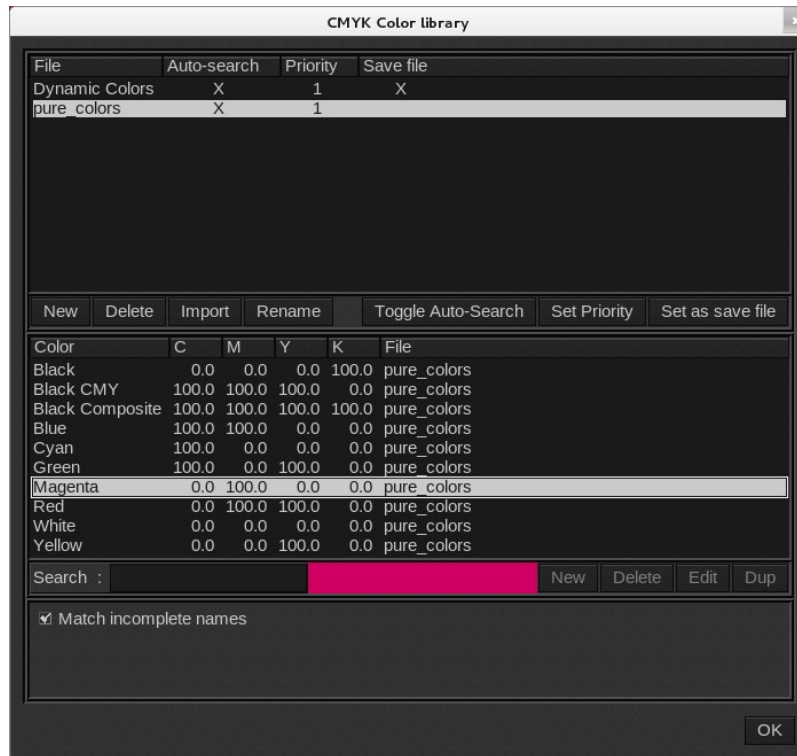 CMYK Color library
File Auto-search Priority Save file
Dynamic Colors X 1 X
pure_colors X 1
New Delete Import Rename Toggle Auto-Search Set Priority Set as save file
Color C M Y K File
Black 0.0 0.0 0.0 100.0 pure_colors
Black CMY 100.0 100.0 100.0 0.0 pure_colors
Black Composite 100.0 100.0 100.0 100.0 pure_colors
Blue 100.0 100.0 0.0 0.0 pure_colors
Cyan 100.0 0.0 0.0 0.0 pure_colors
Green 100.0 0.0 100.0 0.0 pure_colors
Magenta 0.0 100.0 0.0 0.0 pure_colors
Red 0.0 100.0 100.0 0.0 pure_colors
White 0.0 0.0 0.0 0.0 pure_colors
Yellow 0.0 0.0 100.0 0.0 pure_colors
Search : New Delete Edit Dup
Match incomplete names
OK